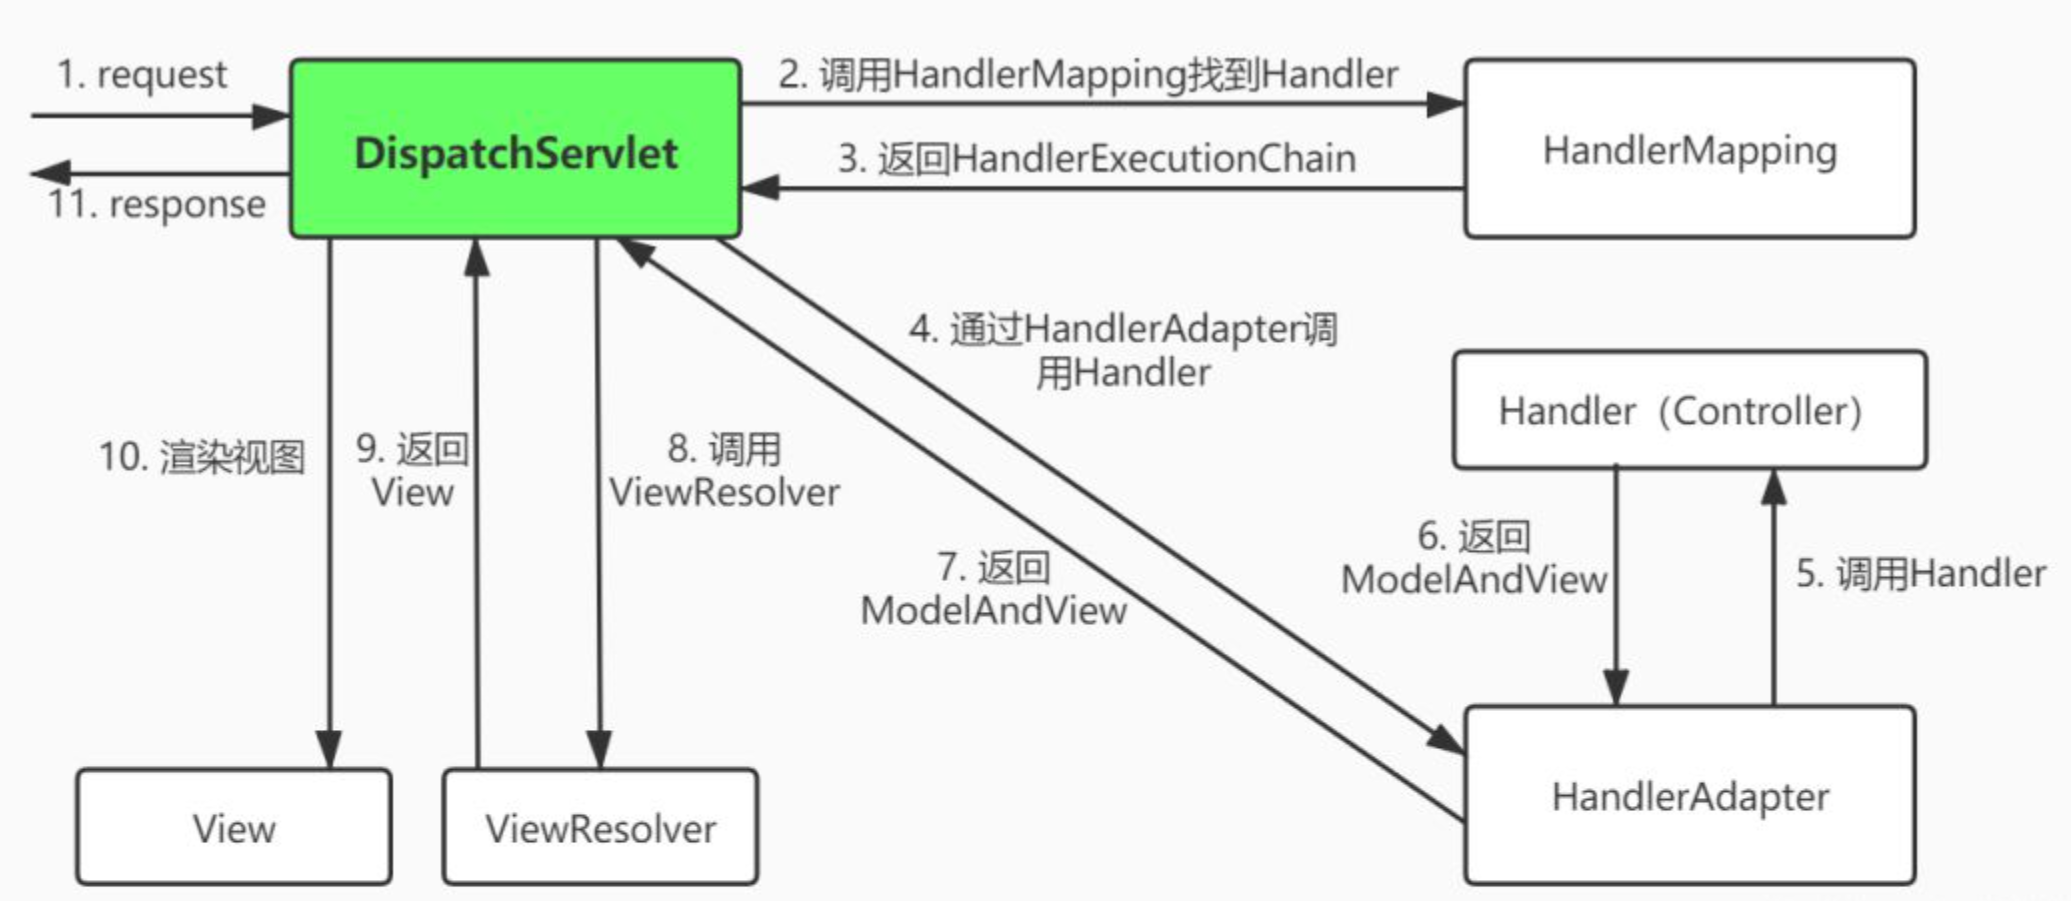 1. request
11. response
DispatchServlet
2. 调用HandlerMapping找到Handler
3. 返回HandlerExecutionChain
HandlerMapping
4. 通过HandlerAdapter调
用Handler
Handler（Controller）
10. 渲染视图
9. 返回
View
8. 调用
ViewResolver
7. 返回
ModelAndView
6. 返回
ModelAndView
5. 调用Handler
View
ViewResolver
HandlerAdapter